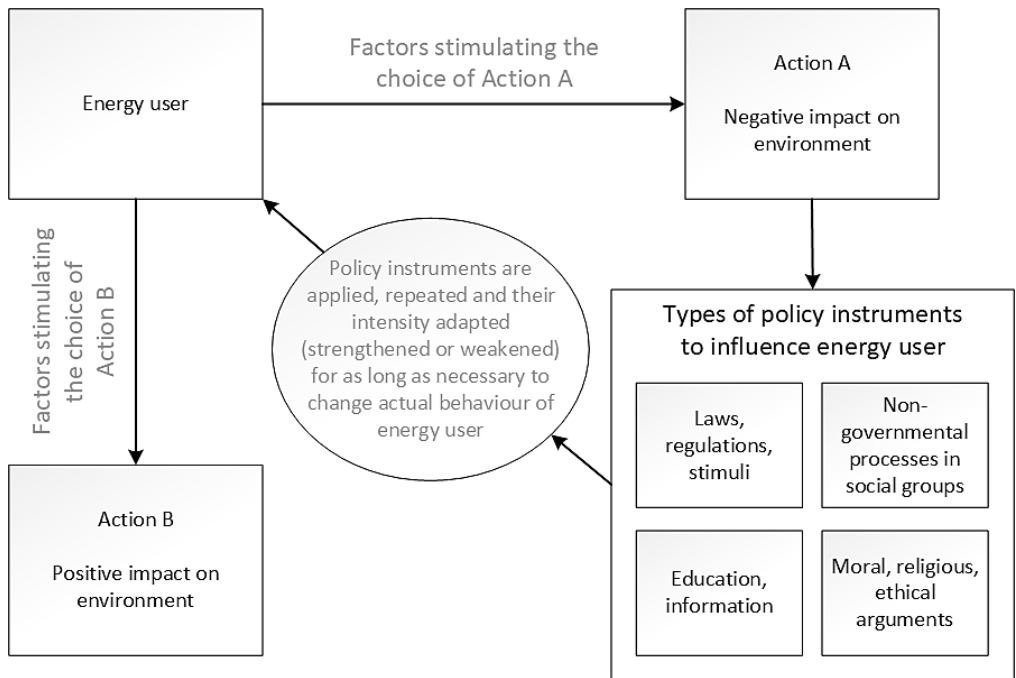 Energy user
Factors stimulating the
choice of Action A
Action A
Negative impact on
environment
Factors stimulating
the choice of
Action B
Policy instruments are
applied, repeated and their
intensity adapted
(strengthened or weakened)
for as long as necessary to
change actual behaviour of
energy user
Types of policy instruments
to influence energy user
Laws,
regulations,
stimuli
Non-
governmental
processes in
social groups
Education,
information
Moral, religious,
ethical
arguments
Action B
Positive impact on
environment